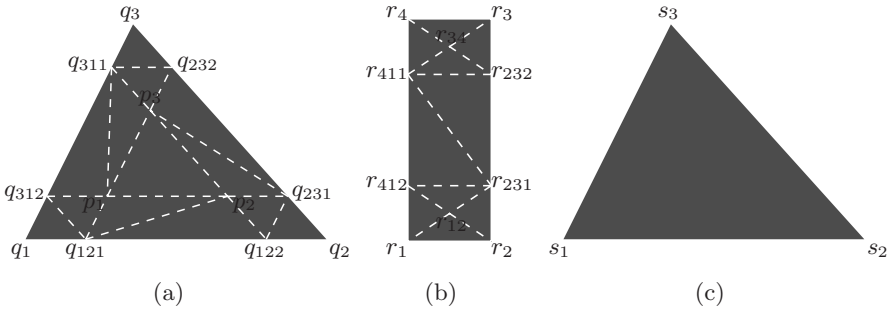 q3
q311 q232
p3
q312 q231
p1 p2
q1 q121 q122 q2
(a)
r4 r3
r34
r411 r232
r412 r231
r12
r1 r2
(b)
s3
s1 s2
(c)